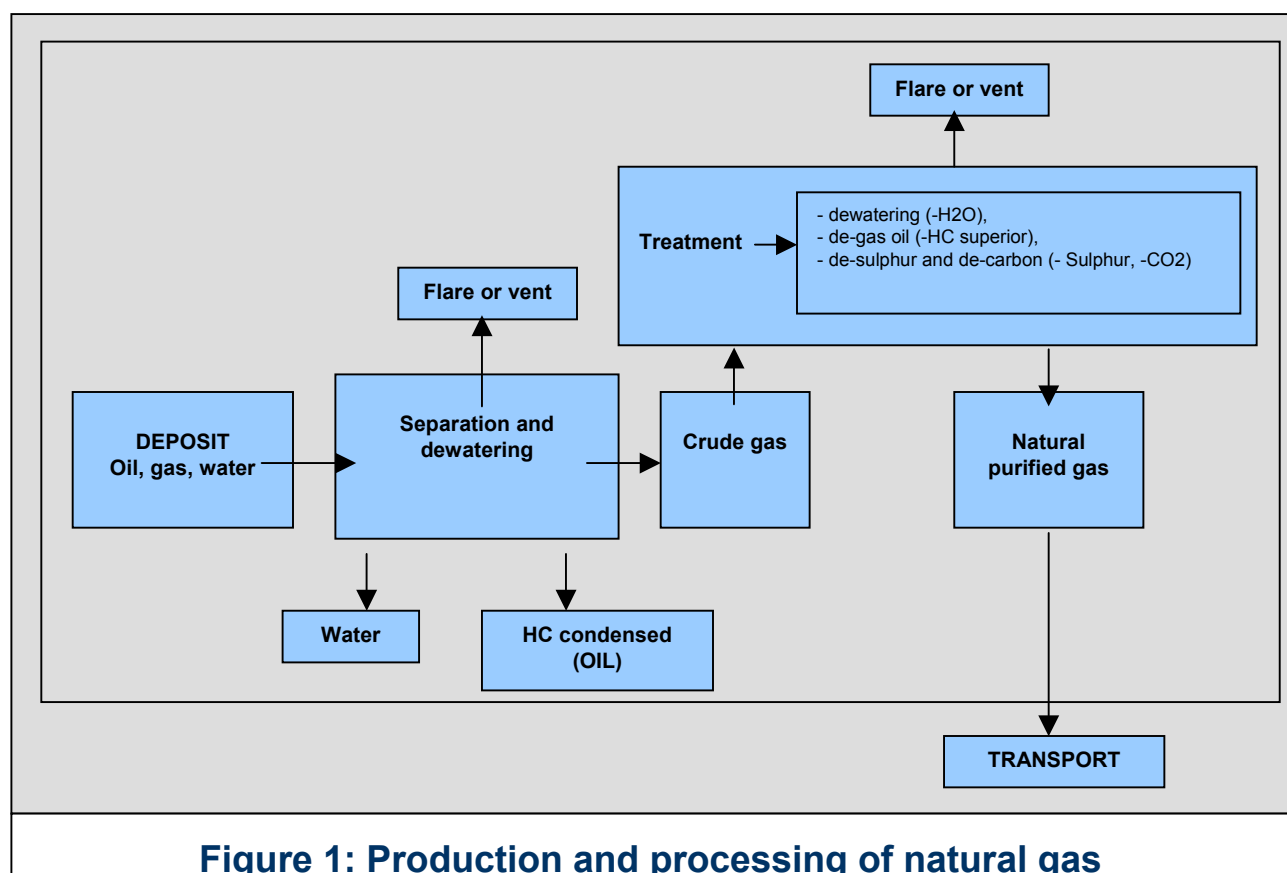 Flare or vent
Treatment
- dewatering (-H2O),
- de-gas oil (-HC superior),
- de-sulphur and de-carbon (- Sulphur, -CO2)
Flare or vent
DEPOSIT
Oil, gas, water
Separation and
dewatering
Crude gas
Natural
purified gas
Water
HC condensed
(OIL)
TRANSPORT
Figure 1: Production and processing of natural gas